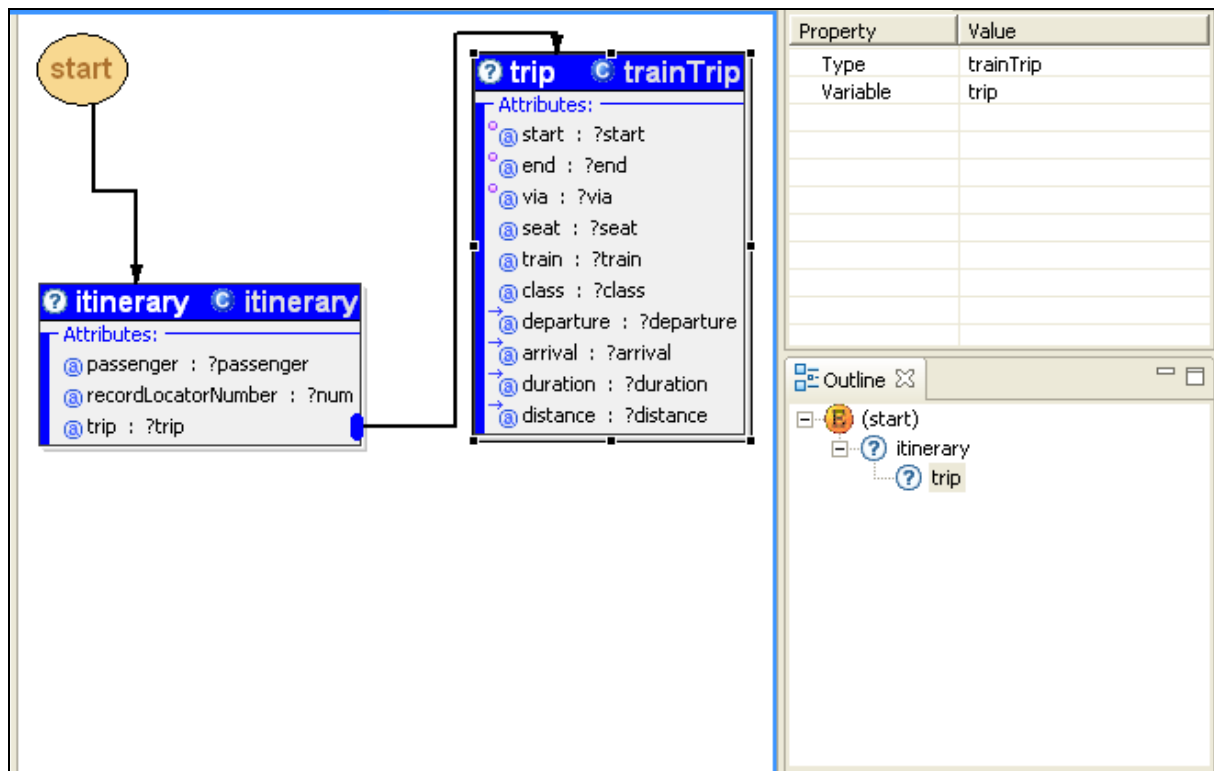 start
? trip C trainTrip
Attributes:
@ start : ?start
@ end : ?end
@ via : ?via
@ seat : ?seat
@ train : ?train
@ class : ?class
@ departure : ?departure
@ arrival : ?arrival
@ duration : ?duration
@ distance : ?distance
? itinerary C itinerary
Attributes:
@ passenger : ?passenger
@ recordLocatorNumber : ?num
@ trip : ?trip
Property Value
Type trainTrip
Variable trip
Outline
E (start)
? itinerary
? trip